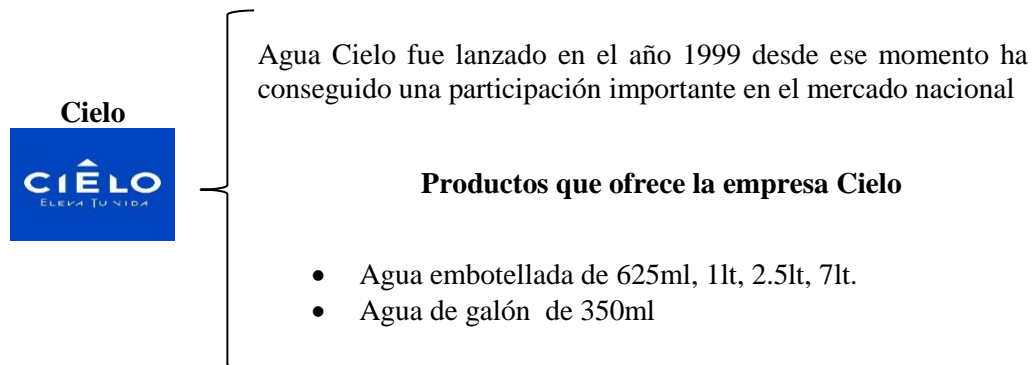 Agua Cielo fue lanzado en el año 1999 desde ese momento ha
conseguido una participación importante en el mercado nacional
Cielo
CIÊLO
ELEVA TU VIDA
Productos que ofrece la empresa Cielo
• Agua embotellada de 625ml, 1lt, 2.5lt, 7lt.
• Agua de galón de 350ml